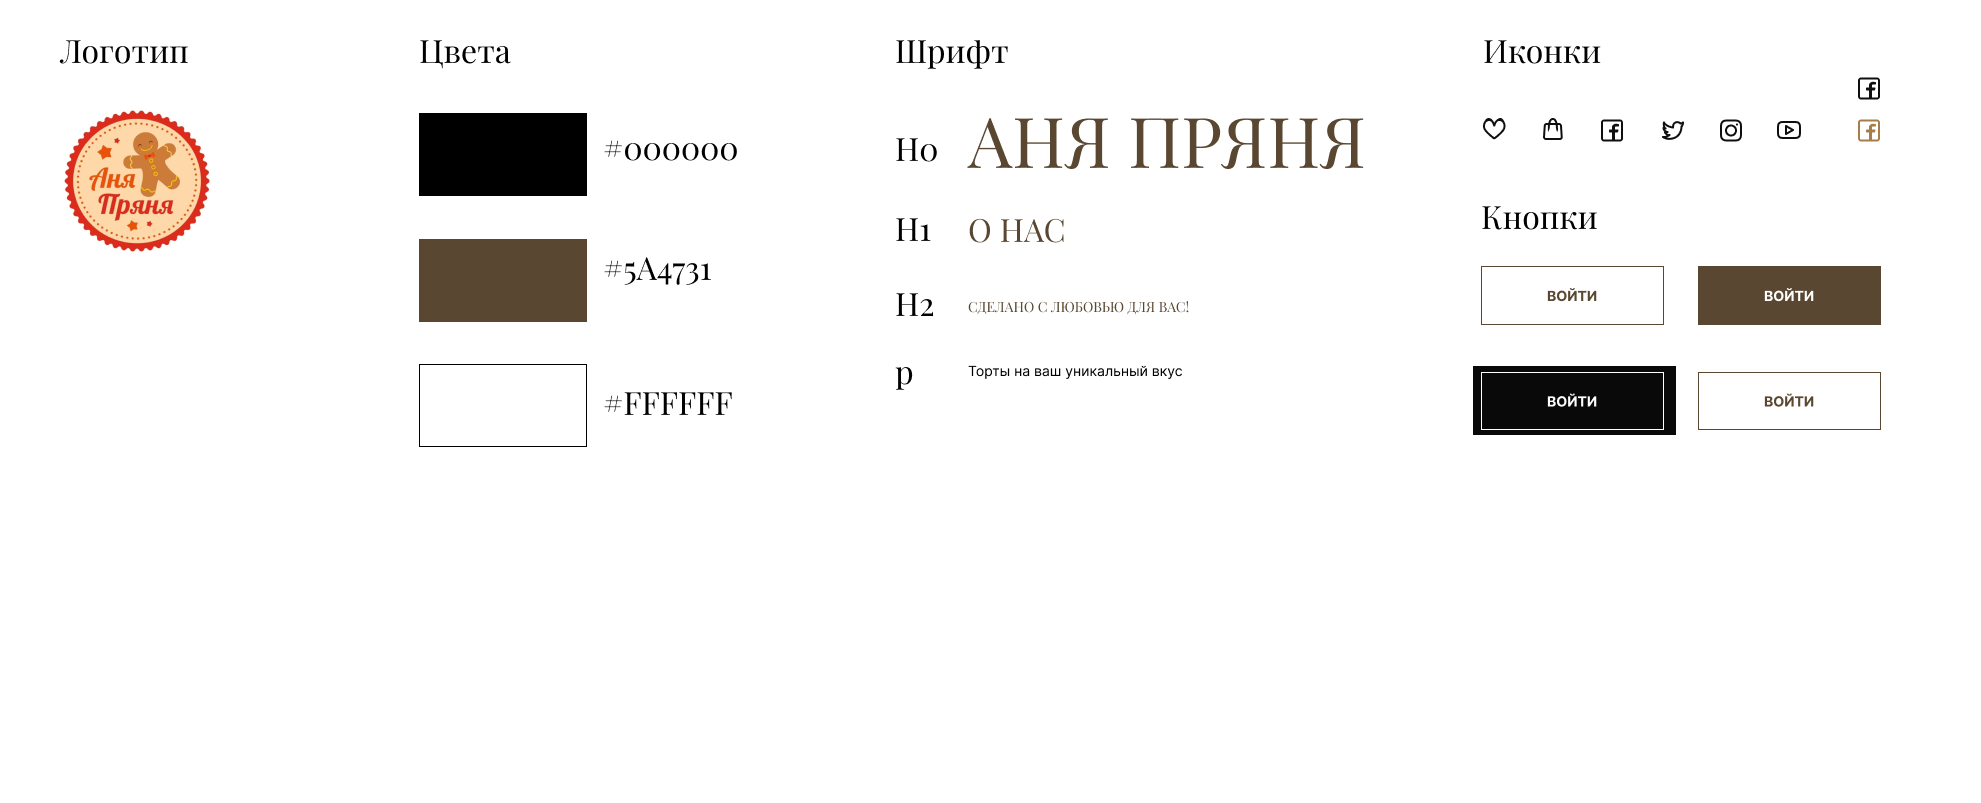 Логотип
Аня
Пряня
Цвета
#000000
#5A4731
#FFFFFF
Шрифт
H0 АНЯ ПРЯНЯ
H1 О НАС
H2 СДЕЛАНО С ЛЮБОВЬЮ ДЛЯ ВАС!
p Торты на ваш уникальный вкус
Иконки
Кнопки
ВОЙТИ ВОЙТИ
ВОЙТИ ВОЙТИ